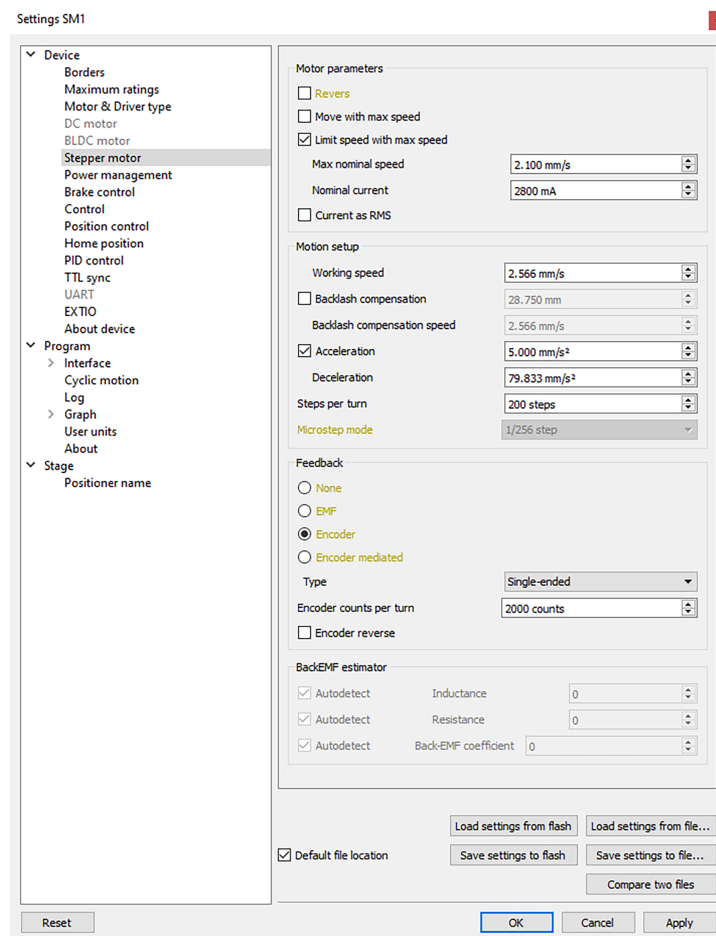 Settings SM1
Device
Borders
Maximum ratings
Motor & Driver type
DC motor
BLDC motor
Stepper motor
Power management
Brake control
Control
Position control
Home position
PID control
TTL sync
UART
EXTIO
About device
Program
Interface
Cyclic motion
Log
Graph
User units
About
Stage
Positioner name
Motor parameters
Revers
Move with max speed
Limit speed with max speed
Max nominal speed 2.100 mm/s
Nominal current 2800 mA
Current as RMS
Motion setup
Working speed 2.566 mm/s
Backlash compensation 28.750 mm
Backlash compensation speed 2.566 mm/s
Acceleration 5.000 mm/s²
Deceleration 79.833 mm/s²
Steps per turn 200 steps
Microstep mode 1/256 step
Feedback
None
EMF
Encoder
Encoder mediated
Type Single-ended
Encoder counts per turn 2000 counts
Encoder reverse
BackEMF estimator
Autodetect Inductance 0
Autodetect Resistance 0
Autodetect Back-EMF coefficient 0
Load settings from flash Load settings from file...
Default file location Save settings to flash Save settings to file...
Compare two files
Reset OK Cancel Apply